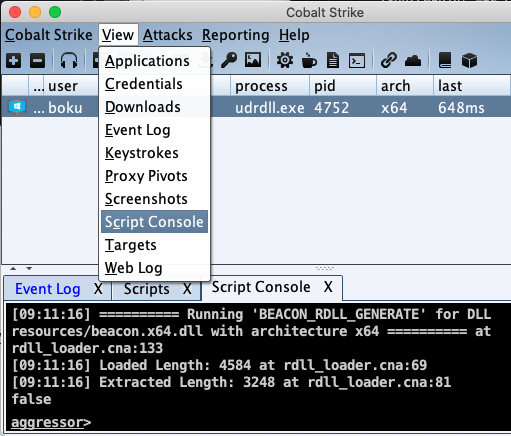 Cobalt Strike
Cobalt Strike View Attacks Reporting Help
... user process pid arch last
... boku udrdll.exe 4752 x64 648ms
Applications
Credentials
Downloads
Event Log
Keystrokes
Proxy Pivots
Screenshots
Script Console
Targets
Web Log
Event Log X Scripts X Script Console X
[09:11:16] ========== Running 'BEACON_RDLL_GENERATE' for DLL
resources/beacon.x64.dll with architecture x64 ========== at
rdll_loader.cna:133
[09:11:16] Loaded Length: 4584 at rdll_loader.cna:69
[09:11:16] Extracted Length: 3248 at rdll_loader.cna:81
false
aggressor>